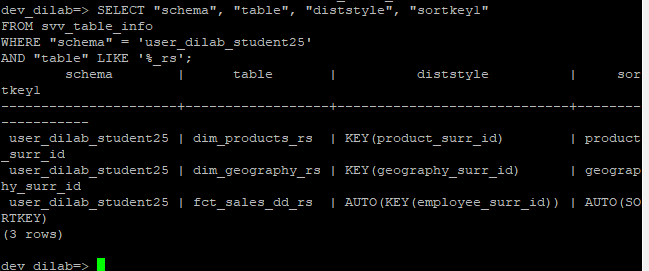 dev_dilab=> SELECT "schema", "table", "diststyle", "sortkey1"
FROM svv_table_info
WHERE "schema" = 'user_dilab_student25'
AND "table" LIKE '%_rs';
        schema        |      table       |          diststyle          |     sor
tkey1
----------------------+------------------+-----------------------------+--------
-----------
 user_dilab_student25 | dim_products_rs  | KEY(product_surr_id)        | product
_surr_id
 user_dilab_student25 | dim_geography_rs | KEY(geography_surr_id)      | geograp
hy_surr_id
 user_dilab_student25 | fct_sales_dd_rs  | AUTO(KEY(employee_surr_id)) | AUTO(SO
RTKEY)
(3 rows)

dev_dilab=>